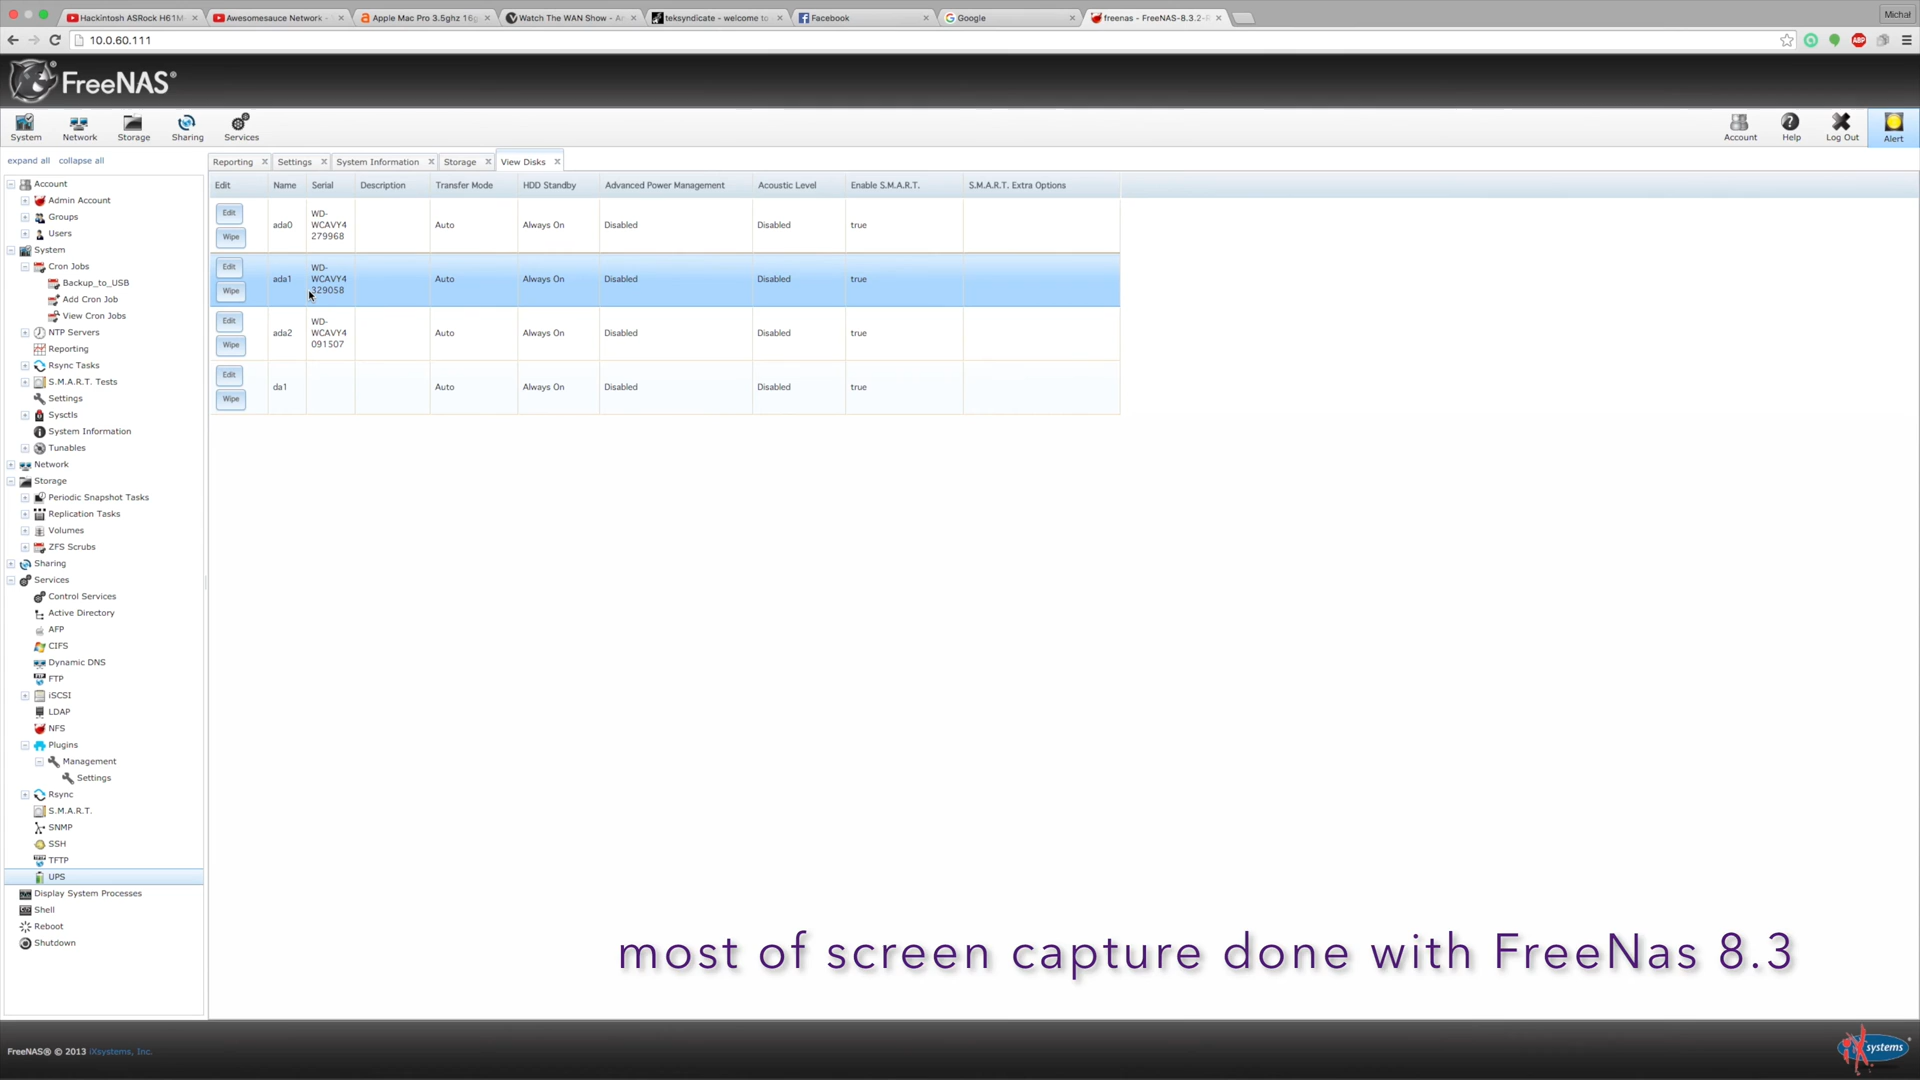 Hackintosh ASRock H61M
Awesomesauce Network -
Apple Mac Pro 3.5ghz 16g
Watch The WAN Show - A
teksyndicate - welcome to
Facebook
Google
freenas - FreeNAS-8.3.2-
Michał
10.0.60.111
ABP
FreeNAS®
System
Network
Storage
Sharing
Services
Account
Help
Log Out
Alert
expand all collapse all
Reporting
Settings
System Information
Storage
View Disks
Edit Name Serial Description Transfer Mode HDD Standby Advanced Power Management Acoustic Level Enable S.M.A.R.T. S.M.A.R.T. Extra Options
Edit
Wipe
ada0
WD-
WCAVY4
279968
Auto Always On Disabled Disabled true
Edit
Wipe
ada1
WD-
WCAVY4
329058
Auto Always On Disabled Disabled true
Edit
Wipe
ada2
WD-
WCAVY4
091507
Auto Always On Disabled Disabled true
Edit
Wipe
da1
Auto Always On Disabled Disabled true
Account
Admin Account
Groups
Users
System
Cron Jobs
Backup_to_USB
Add Cron Job
View Cron Jobs
NTP Servers
Reporting
Rsync Tasks
S.M.A.R.T. Tests
Settings
Sysctls
System Information
Tunables
Network
Storage
Periodic Snapshot Tasks
Replication Tasks
Volumes
ZFS Scrubs
Sharing
Services
Control Services
Active Directory
AFP
CIFS
Dynamic DNS
FTP
iSCSI
LDAP
NFS
Plugins
Management
Settings
Rsync
S.M.A.R.T.
SNMP
SSH
TFTP
UPS
Display System Processes
Shell
Reboot
Shutdown
most of screen capture done with FreeNas 8.3
FreeNAS® © 2013 iXsystems, Inc.
iXsystems